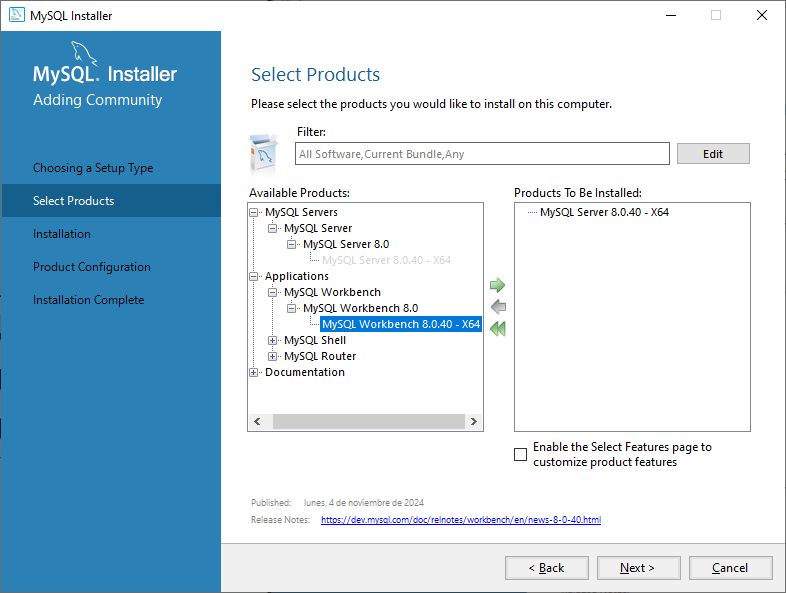 MySQL Installer
MySQL. Installer
Adding Community
Choosing a Setup Type
Select Products
Installation
Product Configuration
Installation Complete
Select Products
Please select the products you would like to install on this computer.
Filter:
All Software,Current Bundle,Any
Edit
Available Products:
MySQL Servers
MySQL Server
MySQL Server 8.0
MySQL Server 8.0.40 - X64
Applications
MySQL Workbench
MySQL Workbench 8.0
MySQL Workbench 8.0.40 - X64
MySQL Shell
MySQL Router
Documentation
Products To Be Installed:
MySQL Server 8.0.40 - X64
Enable the Select Features page to
customize product features
Published: lunes, 4 de noviembre de 2024
Release Notes: https://dev.mysql.com/doc/relnotes/workbench/en/news-8-0-40.html
< Back
Next >
Cancel